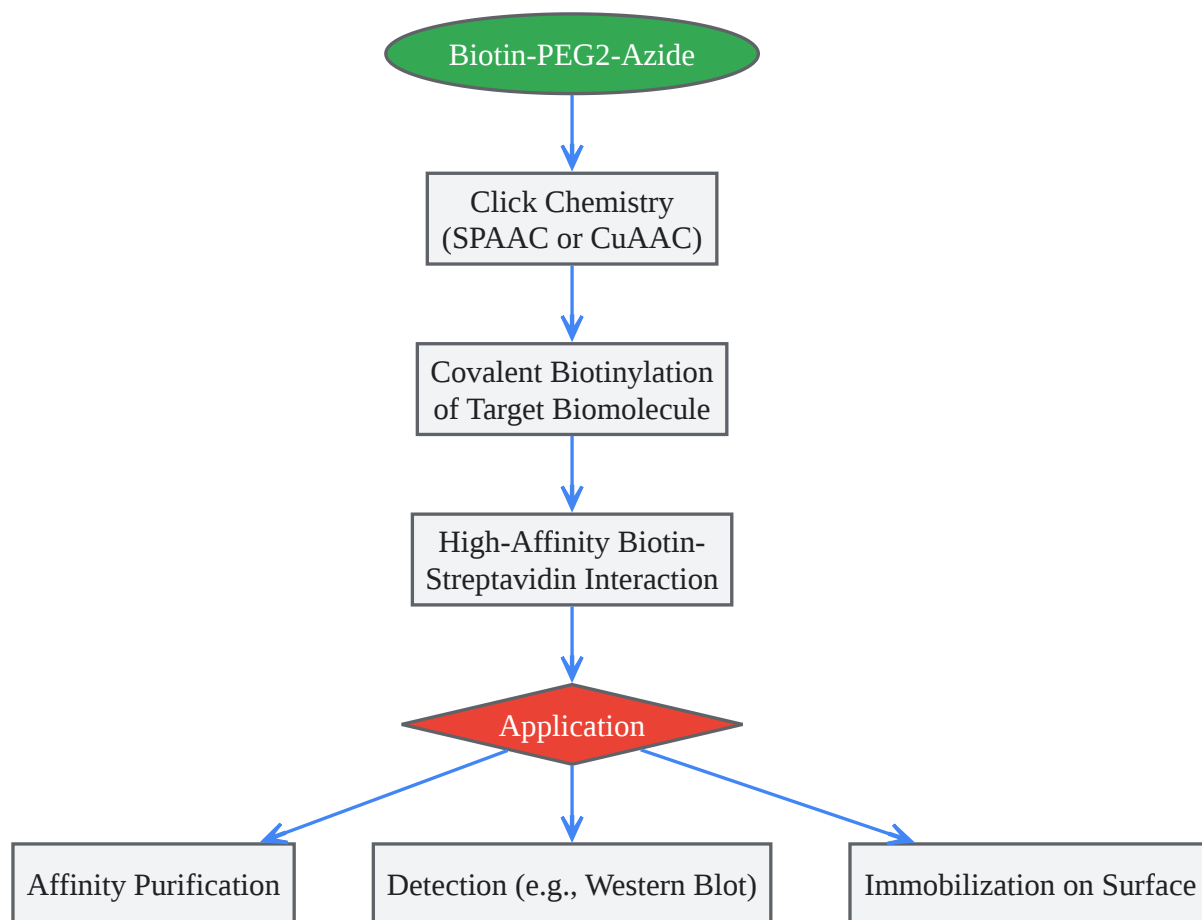 Biotin-PEG2-Azide
Click Chemistry
(SPAAC or CuAAC)
Covalent Biotinylation
of Target Biomolecule
High-Affinity Biotin-
Streptavidin Interaction
Application
Affinity Purification
Detection (e.g., Western Blot)
Immobilization on Surface